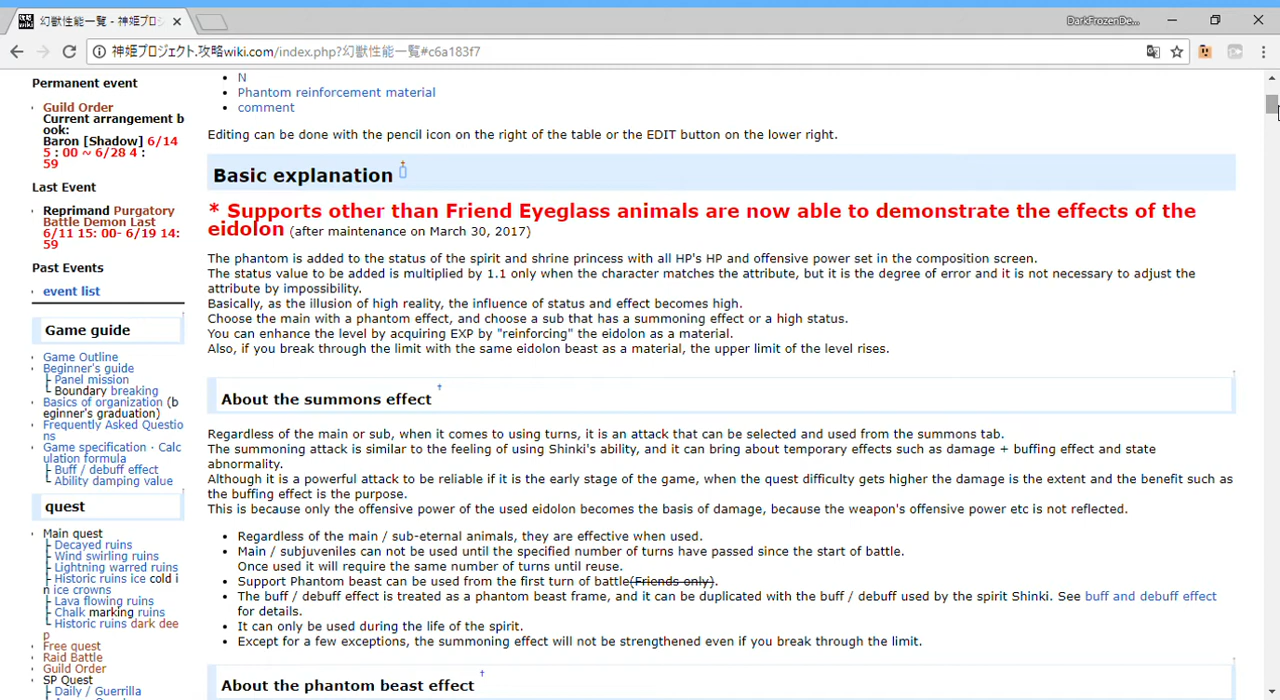 幻獣性能一覧 - 神姫プロジ
DarkFrozenDe...
神姫プロジェクト.攻略wiki.com/index.php?幻獣性能一覧#c6a183f7
Permanent event
Guild Order
Current arrangement b
ook:
Baron [Shadow] 6/14
5 : 00 ~ 6/28 4 :
59
Last Event
Reprimand Purgatory
Battle Demon Last
6/11 15: 00- 6/19 14:
59
Past Events
event list
Game guide
Game Outline
Beginner's guide
├ Panel mission
└ Boundary breaking
Basics of organization (b
eginner's graduation)
Frequently Asked Questio
ns
Game specification · Calc
ulation formula
├ Buff / debuff effect
└ Ability damping value
quest
Main quest
├ Decayed ruins
├ Wind swirling ruins
├ Lightning warred ruins
├ Historic ruins ice cold i
n ice crowns
├ Lava flowing ruins
├ Chalk marking ruins
└ Historic ruins dark dee
p
Free quest
Raid Battle
Guild Order
SP Quest
├ Daily / Guerrilla
N
Phantom reinforcement material
comment
Editing can be done with the pencil icon on the right of the table or the EDIT button on the lower right.
Basic explanation †
* Supports other than Friend Eyeglass animals are now able to demonstrate the effects of the
eidolon (after maintenance on March 30, 2017)
The phantom is added to the status of the spirit and shrine princess with all HP's HP and offensive power set in the composition screen.
The status value to be added is multiplied by 1.1 only when the character matches the attribute, but it is the degree of error and it is not necessary to adjust the
attribute by impossibility.
Basically, as the illusion of high reality, the influence of status and effect becomes high.
Choose the main with a phantom effect, and choose a sub that has a summoning effect or a high status.
You can enhance the level by acquiring EXP by "reinforcing" the eidolon as a material.
Also, if you break through the limit with the same eidolon beast as a material, the upper limit of the level rises.
About the summons effect †
Regardless of the main or sub, when it comes to using turns, it is an attack that can be selected and used from the summons tab.
The summoning attack is similar to the feeling of using Shinki's ability, and it can bring about temporary effects such as damage + buffing effect and state
abnormality.
Although it is a powerful attack to be reliable if it is the early stage of the game, when the quest difficulty gets higher the damage is the extent and the benefit such as
the buffing effect is the purpose.
This is because only the offensive power of the used eidolon becomes the basis of damage, because the weapon's offensive power etc is not reflected.
Regardless of the main / sub-eternal animals, they are effective when used.
Main / subjuveniles can not be used until the specified number of turns have passed since the start of battle.
Once used it will require the same number of turns until reuse.
Support Phantom beast can be used from the first turn of battle(Friends only).
The buff / debuff effect is treated as a phantom beast frame, and it can be duplicated with the buff / debuff used by the spirit Shinki. See buff and debuff effect
for details.
It can only be used during the life of the spirit.
Except for a few exceptions, the summoning effect will not be strengthened even if you break through the limit.
About the phantom beast effect †